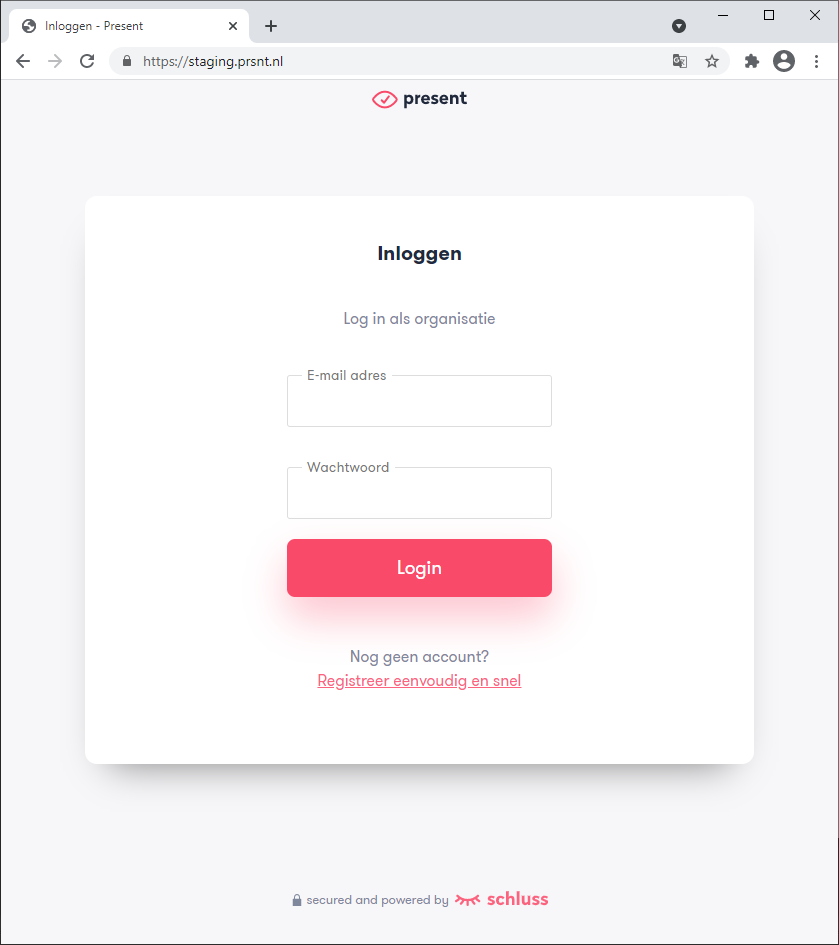 Inloggen - Present
https://staging.prsnt.nl
present
Inloggen
Log in als organisatie
E-mail adres
Wachtwoord
Login
Nog geen account?
Registreer eenvoudig en snel
secured and powered by schluss